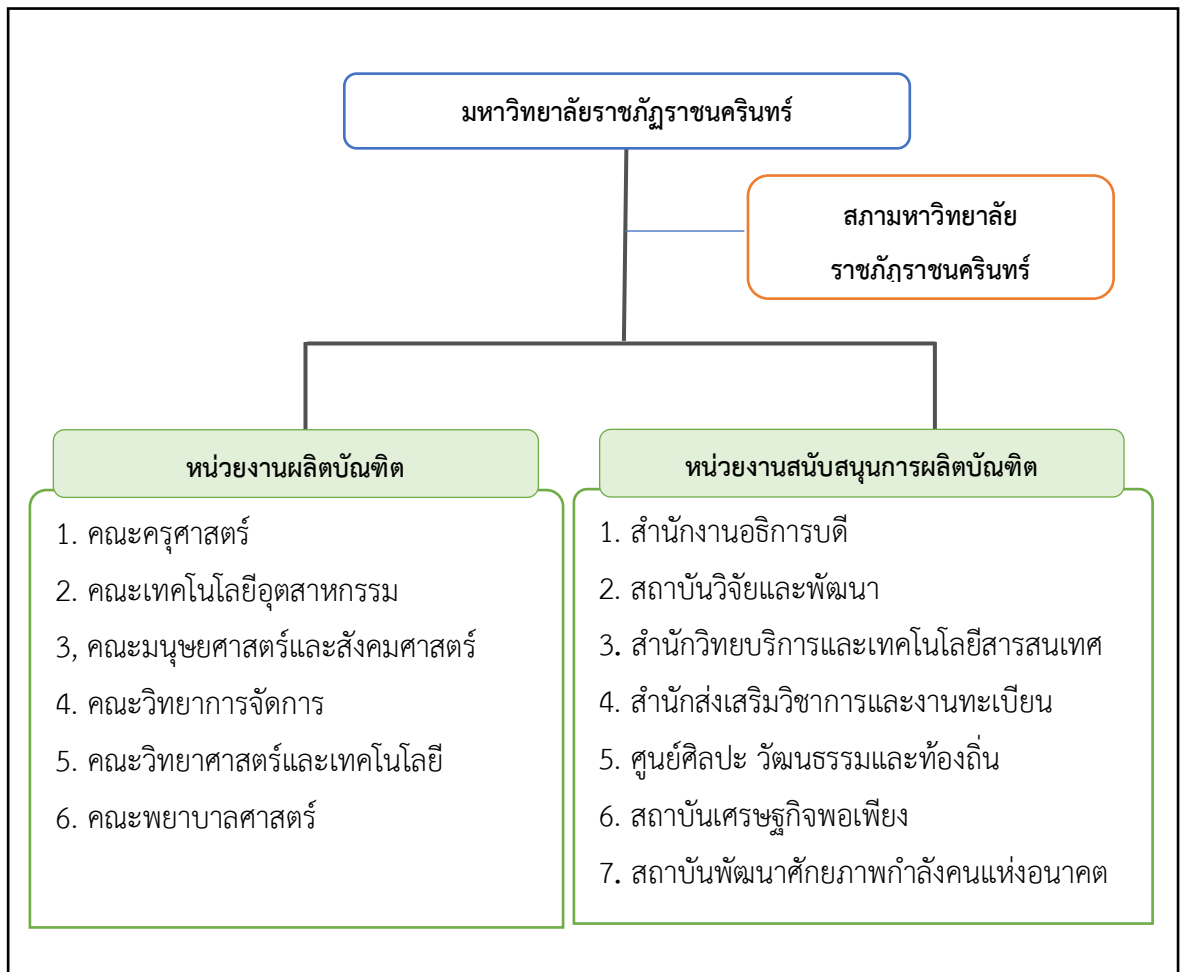 มหาวิทยาลัยราชภัฏราชนครินทร์
สภามหาวิทยาลัย
ราชภัฏราชนครินทร์
หน่วยงานผลิตบัณฑิต
1. คณะครุศาสตร์
2. คณะเทคโนโลยีอุตสาหกรรม
3, คณะมนุษยศาสตร์และสังคมศาสตร์
4. คณะวิทยาการจัดการ
5. คณะวิทยาศาสตร์และเทคโนโลยี
6. คณะพยาบาลศาสตร์
หน่วยงานสนับสนุนการผลิตบัณฑิต
1. สำนักงานอธิการบดี
2. สถาบันวิจัยและพัฒนา
3. สำนักวิทยบริการและเทคโนโลยีสารสนเทศ
4. สำนักส่งเสริมวิชาการและงานทะเบียน
5. ศูนย์ศิลปะ วัฒนธรรมและท้องถิ่น
6. สถาบันเศรษฐกิจพอเพียง
7. สถาบันพัฒนาศักยภาพกำลังคนแห่งอนาคต